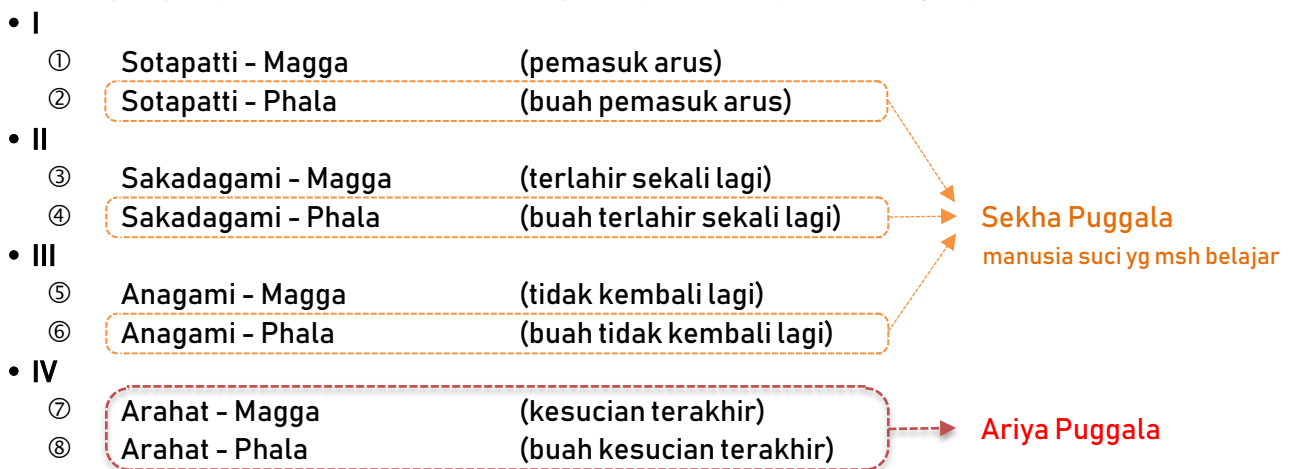 • I
① Sotapatti - Magga (pemasuk arus)
② Sotapatti - Phala (buah pemasuk arus)
• II
③ Sakadagami - Magga (terlahir sekali lagi)
④ Sakadagami - Phala (buah terlahir sekali lagi)
Sekha Puggala
• III
manusia suci yg msh belajar
⑤ Anagami - Magga (tidak kembali lagi)
⑥ Anagami - Phala (buah tidak kembali lagi)
• IV
⑦ Arahat - Magga (kesucian terakhir)
⑧ Arahat - Phala (buah kesucian terakhir)
Ariya Puggala